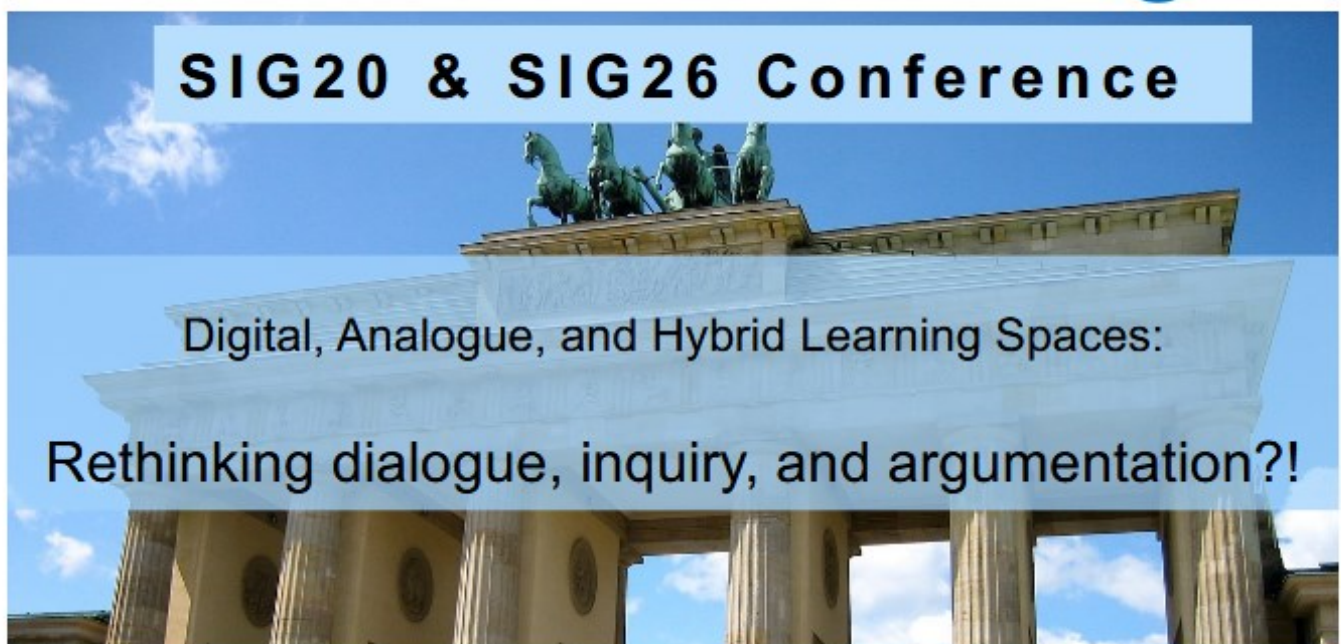 SIG20 & SIG26 Conference
Digital, Analogue, and Hybrid Learning Spaces:
Rethinking dialogue, inquiry, and argumentation?!